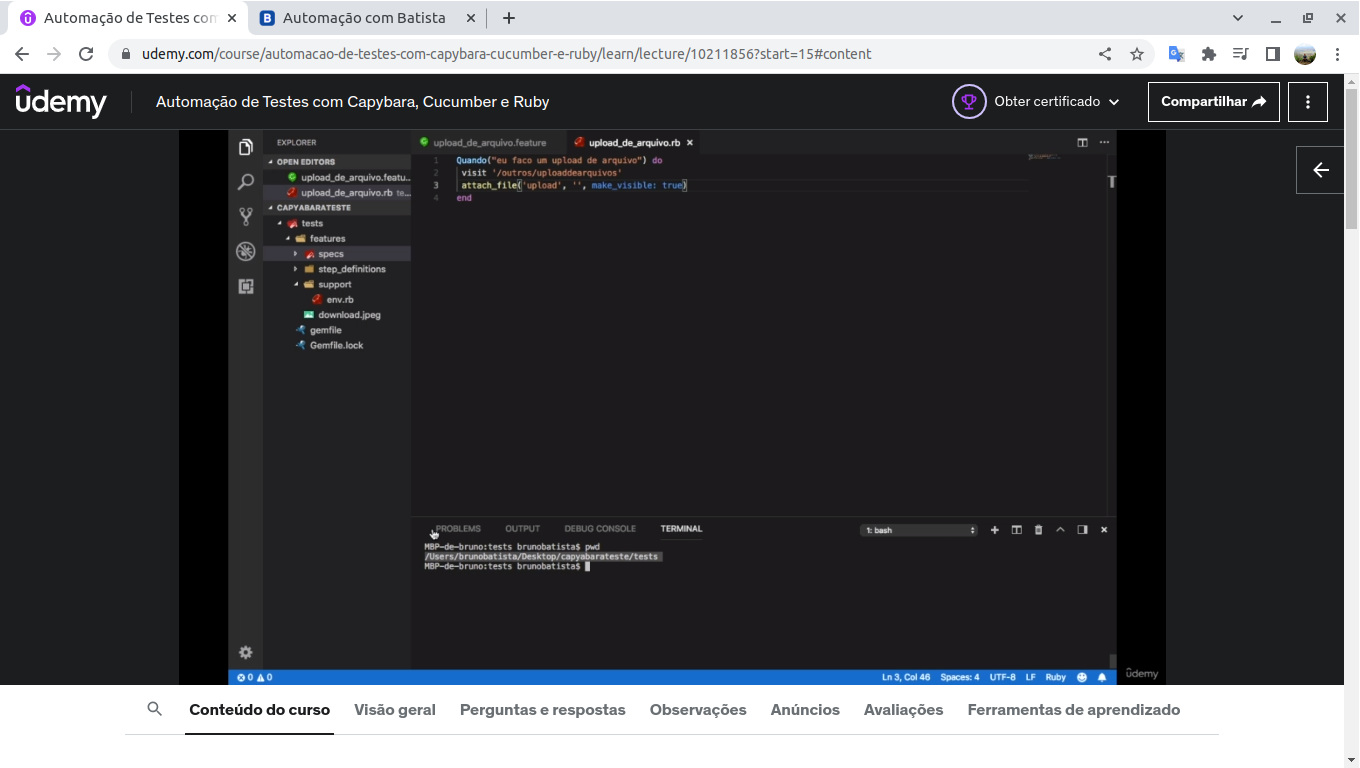 Automação de Testes com
Automação com Batista
udemy.com/course/automacao-de-testes-com-capybara-cucumber-e-ruby/learn/lecture/10211856?start=15#content
ûdemy
Automação de Testes com Capybara, Cucumber e Ruby
Obter certificado
Compartilhar
EXPLORER
upload_de_arquivo.feature
upload_de_arquivo.rb
OPEN EDITORS
upload_de_arquivo.featu...
upload_de_arquivo.rb te...
CAPYABARATESTE
tests
features
specs
step_definitions
support
env.rb
download.jpeg
gemfile
Gemfile.lock
1 Quando("eu faco um upload de arquivo") do
2 visit '/outros/uploaddearquivos'
3 attach_file('upload', '', make_visible: true)
4 end
T
PROBLEMS OUTPUT DEBUG CONSOLE TERMINAL
1: bash
MBP-de-bruno:tests brunobatista$ pwd
/Users/brunobatista/Desktop/capyabarateste/tests
MBP-de-bruno:tests brunobatista$
0 0
Ln 3, Col 46 Spaces: 4 UTF-8 LF Ruby
ûdemy
Conteúdo do curso Visão geral Perguntas e respostas Observações Anúncios Avaliações Ferramentas de aprendizado